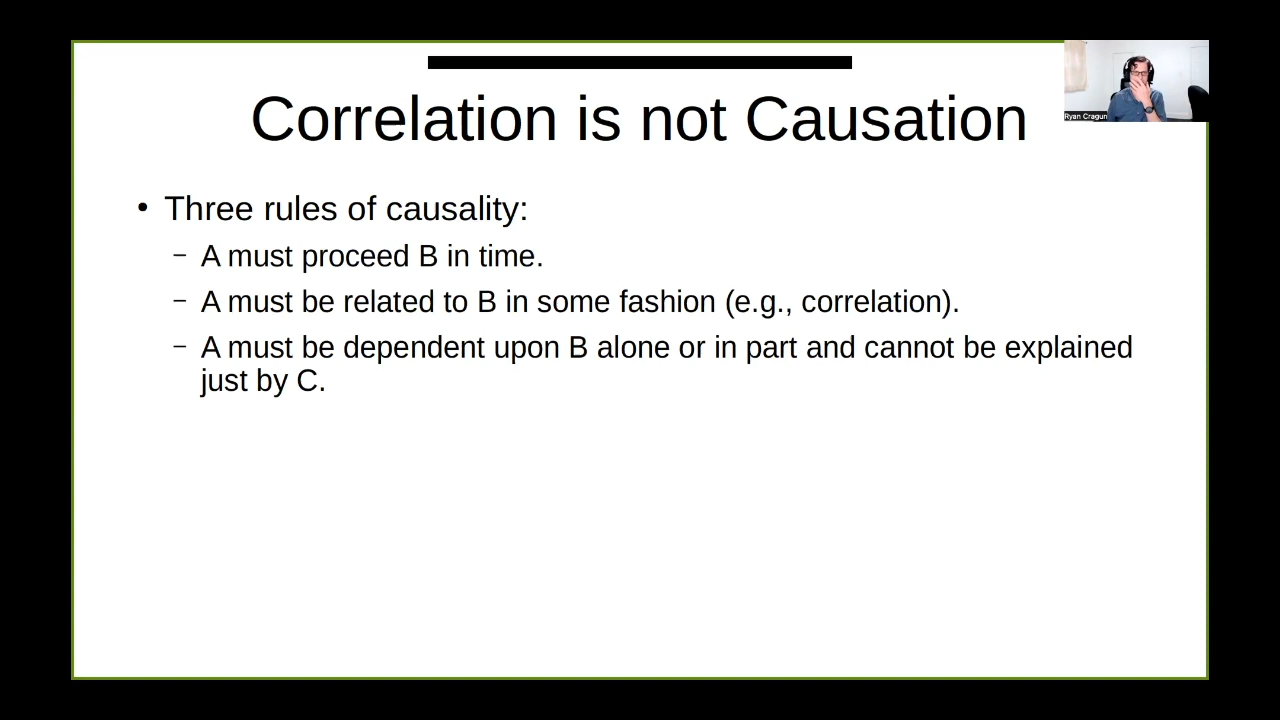 Correlation is not Causation
Ryan Cragun
• Three rules of causality:
– A must proceed B in time.
– A must be related to B in some fashion (e.g., correlation).
– A must be dependent upon B alone or in part and cannot be explained
just by C.